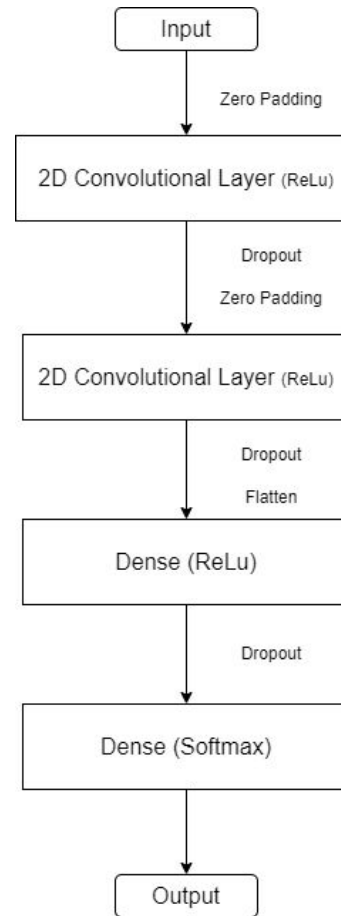 Input
Zero Padding
2D Convolutional Layer (ReLu)
Dropout
Zero Padding
2D Convolutional Layer (ReLu)
Dropout
Flatten
Dense (ReLu)
Dropout
Dense (Softmax)
Output